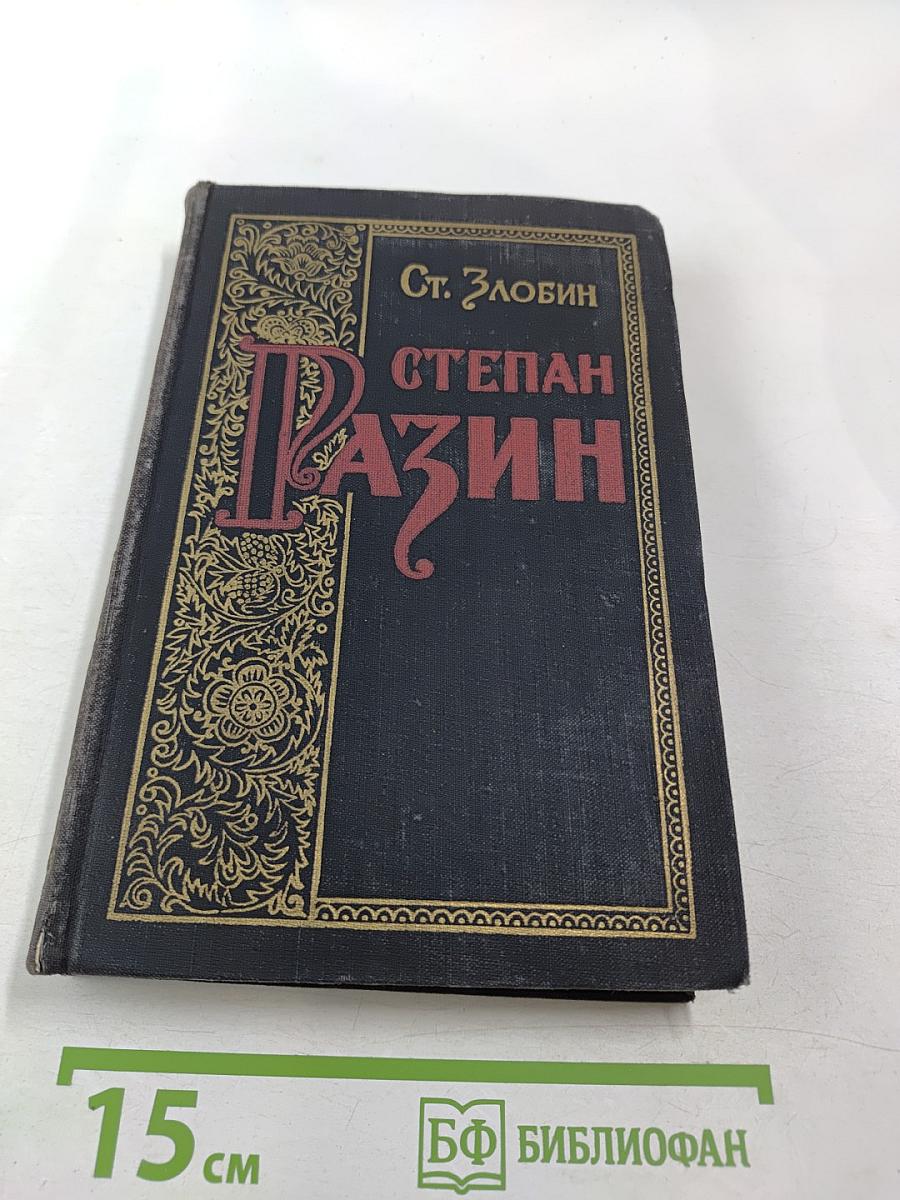 Ст. Злобин
СТЕПАН
РАЗИН
15 см
БФ БИБЛИОФАН